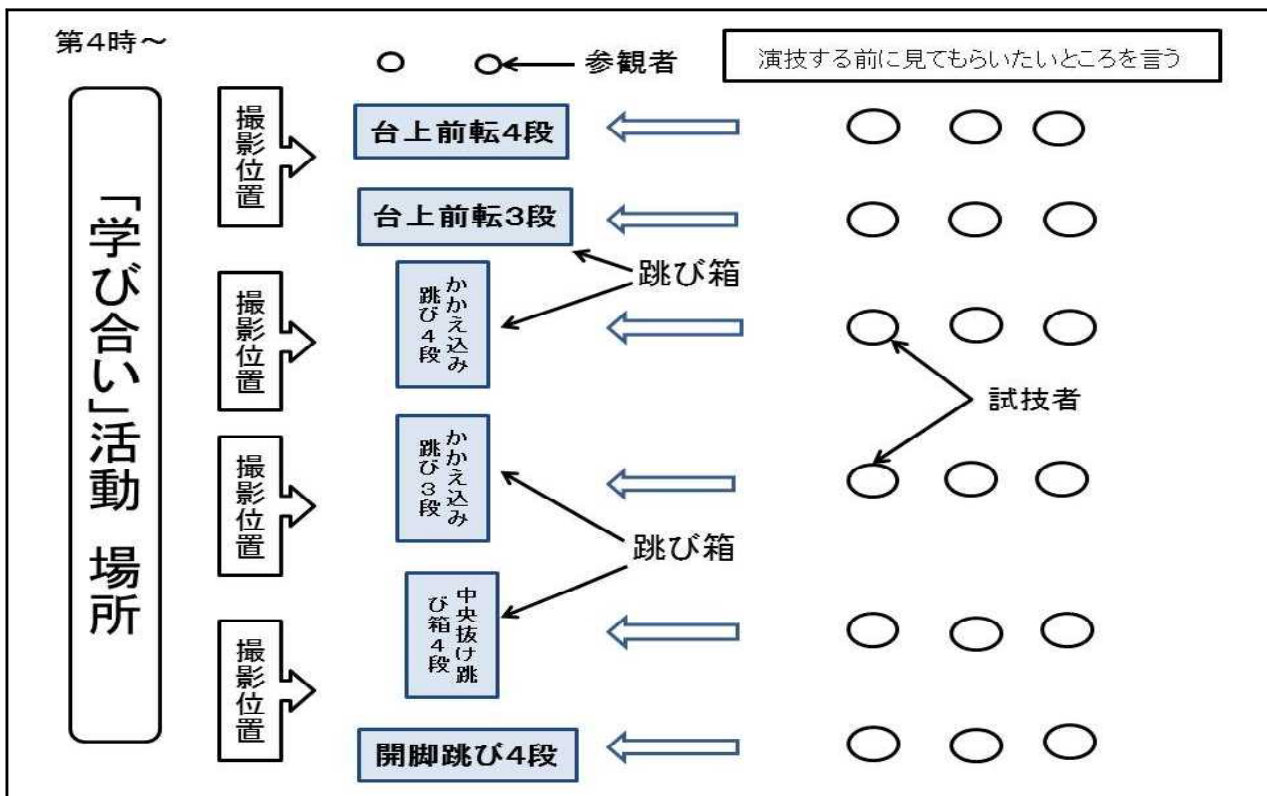 第4時～
参観者
演技する前に見てもらいたいところを言う
「学び合い」活動 場所
撮影位置
台上前転4段
台上前転3段
跳び箱
撮影位置
かかえ込み
跳び4段
試技者
撮影位置
かかえ込み
跳び3段
跳び箱
中央抜け跳
び箱4段
撮影位置
開脚跳び4段